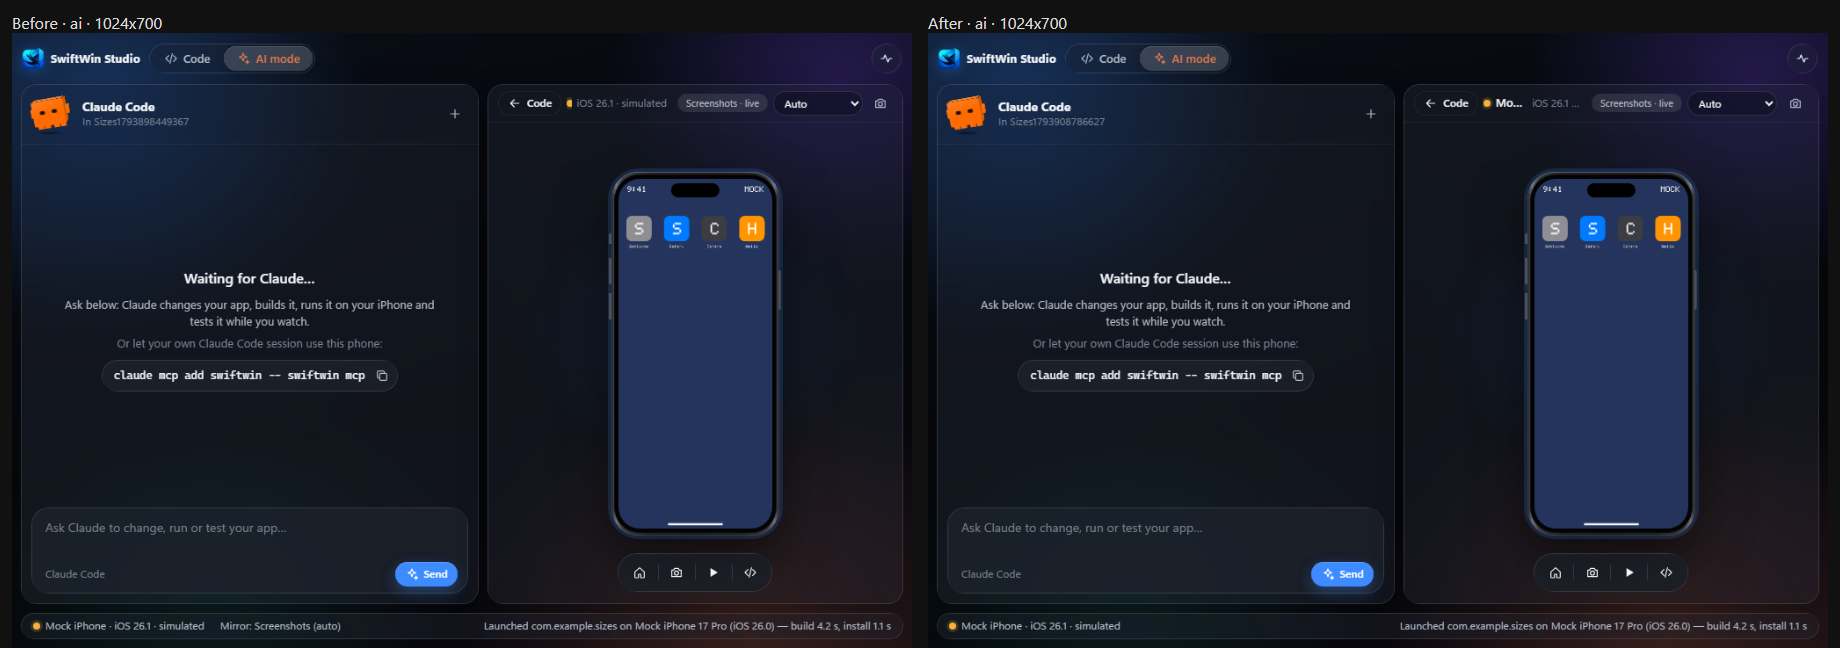 Before · ai · 1024x700
SwiftWin Studio
Code
AI mode
Claude Code
In Sizes1793898449367
Code
iOS 26.1 · simulated
Screenshots · live
Auto
9:41
MOCK
S
S
C
H
Waiting for Claude...
Ask below: Claude changes your app, builds it, runs it on your iPhone and
tests it while you watch.
Or let your own Claude Code session use this phone:
claude mcp add swiftwin -- swiftwin mcp
Ask Claude to change, run or test your app...
Claude Code
Send
Mock iPhone · iOS 26.1 · simulated
Mirror: Screenshots (auto)
Launched com.example.sizes on Mock iPhone 17 Pro (iOS 26.0) — build 4.2 s, install 1.1 s
After · ai · 1024x700
SwiftWin Studio
Code
AI mode
Claude Code
In Sizes1793908786627
Code
Mo...
iOS 26.1 ...
Screenshots · live
Auto
9:41
MOCK
S
S
C
H
Waiting for Claude...
Ask below: Claude changes your app, builds it, runs it on your iPhone and
tests it while you watch.
Or let your own Claude Code session use this phone:
claude mcp add swiftwin -- swiftwin mcp
Ask Claude to change, run or test your app...
Claude Code
Send
Mock iPhone · iOS 26.1 · simulated
Launched com.example.sizes on Mock iPhone 17 Pro (iOS 26.0) — build 4.2 s, install 1.1 s